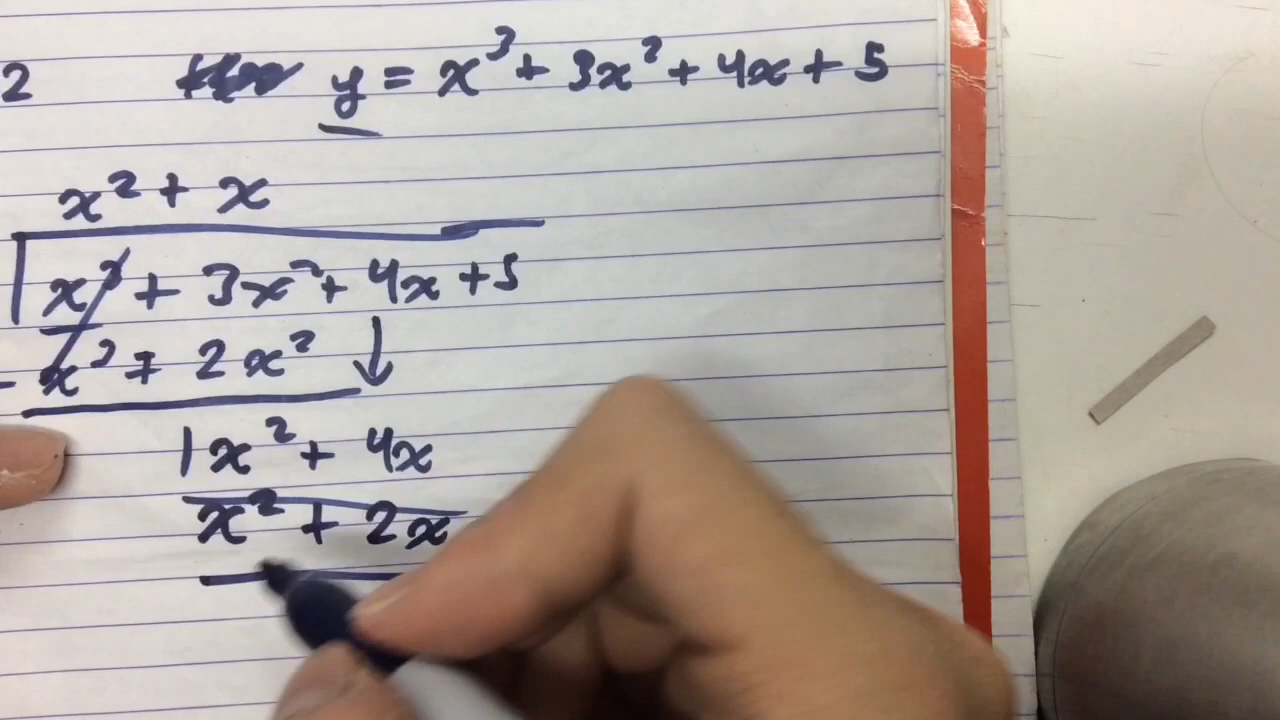 2 y = x³ + 3x² + 4x + 5
x² + x
x³ + 3x² + 4x + 5
- x³ + 2x² ↓
1x² + 4x
x² + 2x